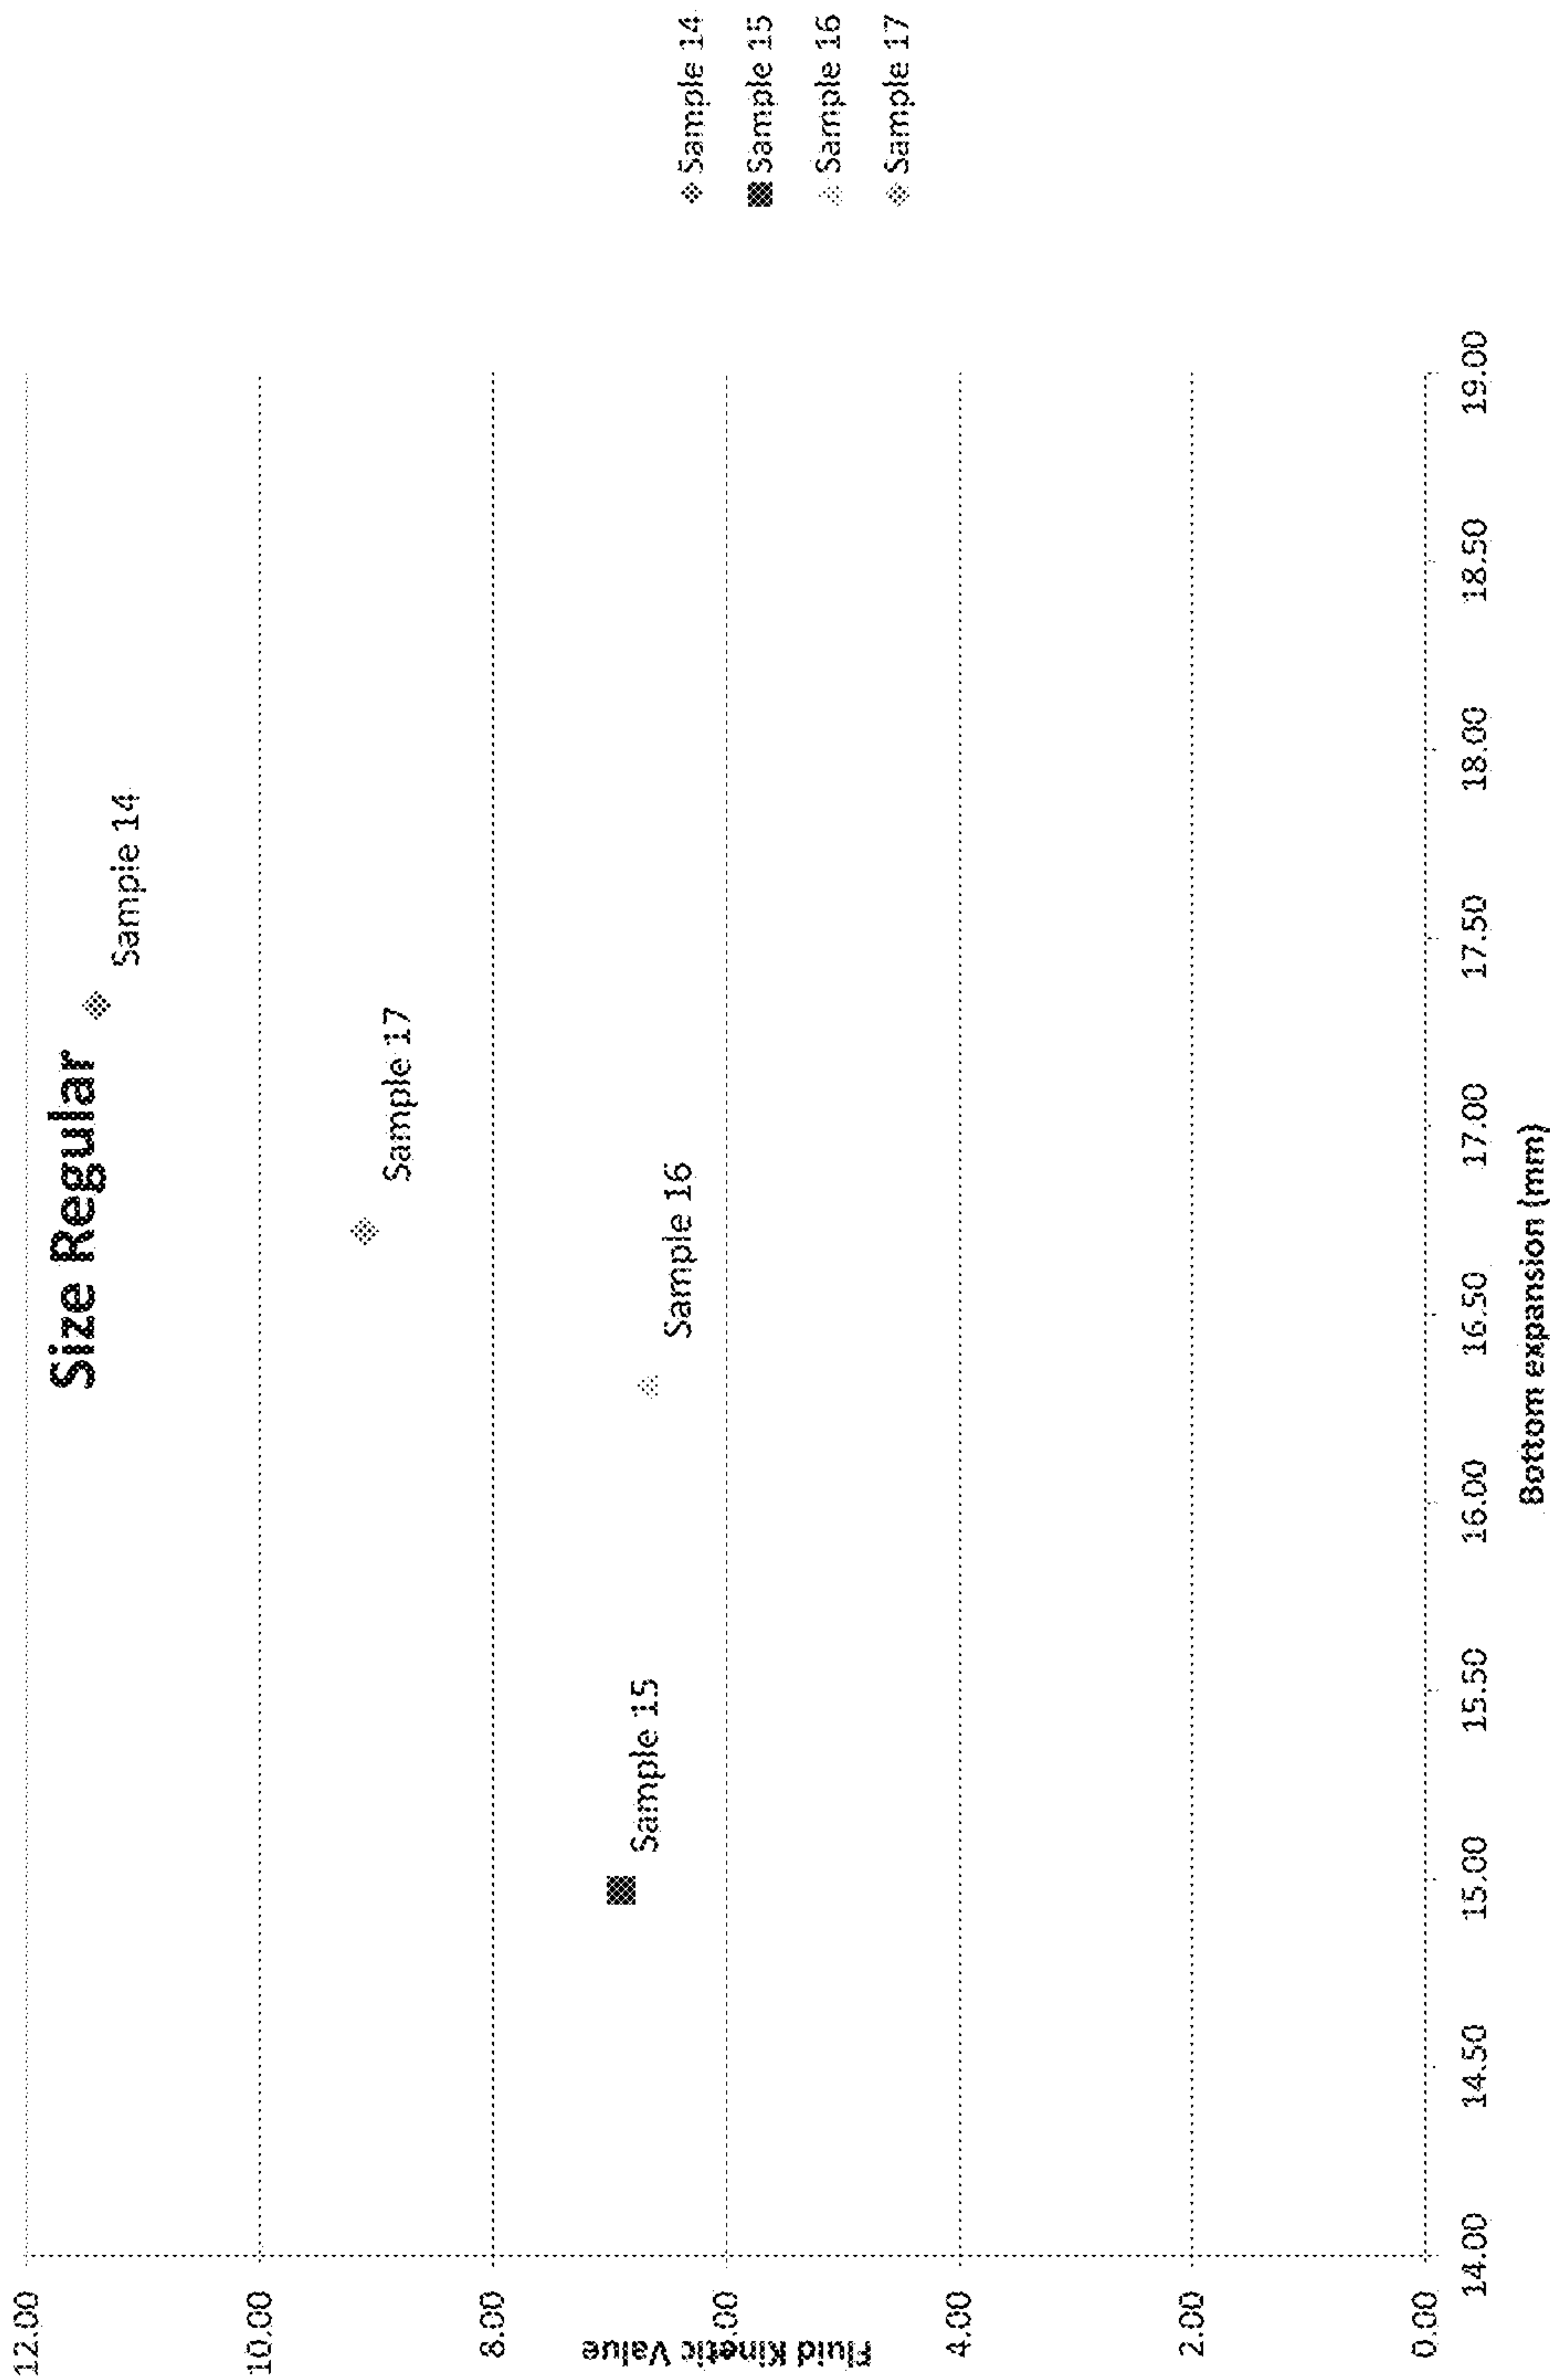 Size Regular
12.00
10.00
8.00
6.00
4.00
2.00
0.00
Fluid Kinetic Value
Sample 14
Sample 17
Sample 16
Sample 15
14.00
14.50
15.00
15.50
16.00
16.50
17.00
17.50
18.00
18.50
19.00
Bottom expansion (mm)
Sample 14
Sample 15
Sample 16
Sample 17